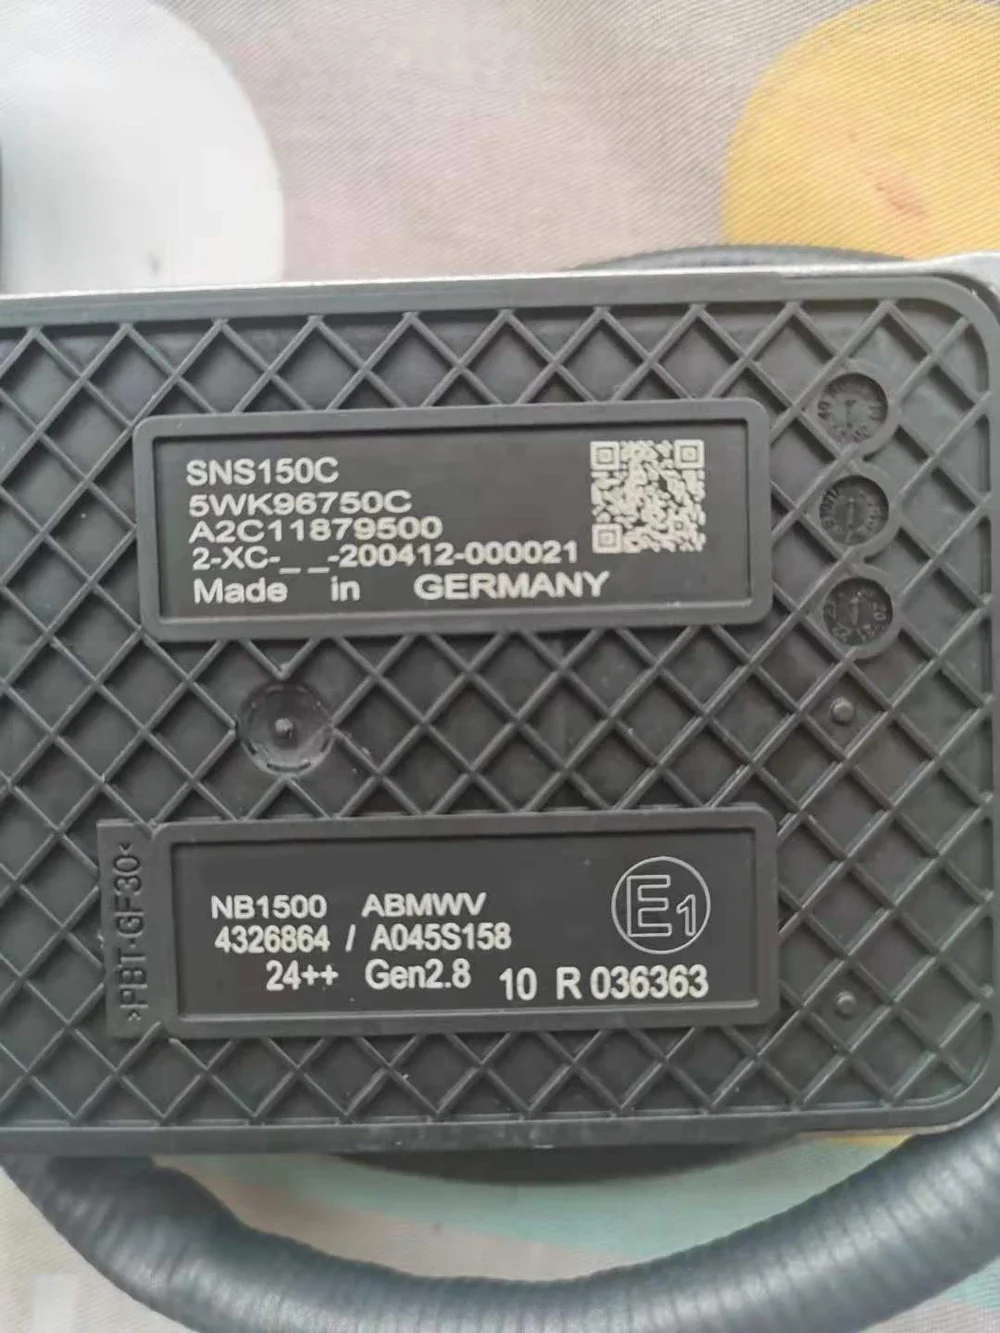 SNS150C
5WK96750C
A2C11879500
2-XC-_ _-200412-000021
Made in GERMANY
>PBT-GF30<
NB1500 ABMWV
4326864 / A045S158
24++ Gen2.8
E1
10 R 036363